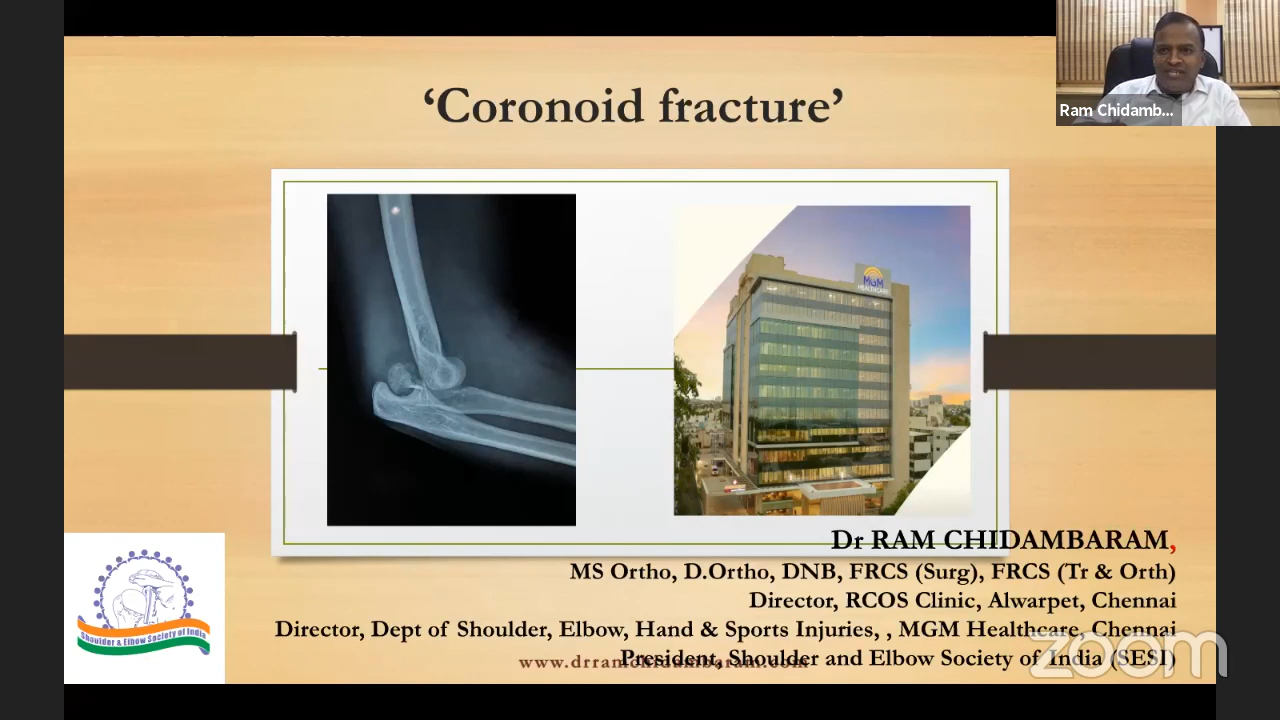 Ram Chidamb...
‘Coronoid fracture’
MGM
HEALTHCARE
Dr RAM CHIDAMBARAM,
MS Ortho, D.Ortho, DNB, FRCS (Surg), FRCS (Tr & Orth)
Director, RCOS Clinic, Alwarpet, Chennai
Director, Dept of Shoulder, Elbow, Hand & Sports Injuries, , MGM Healthcare, Chennai
President, Shoulder and Elbow Society of India (SESI)
www.drramchidambaram.com
Shoulder & Elbow Society of India
zoom